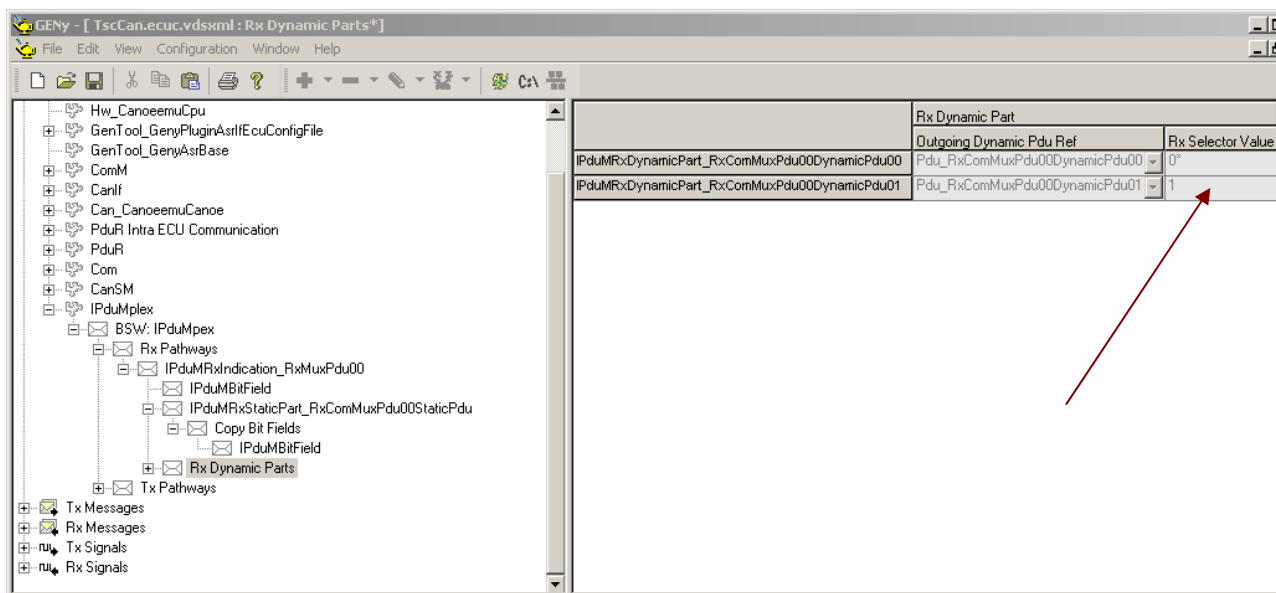 GENy - [ TscCan.ecuc.vdsxml : Rx Dynamic Parts*]
File Edit View Configuration Window Help
C:\
Hw_CanoeemuCpu
GenTool_GenyPluginAsrIfEcuConfigFile
GenTool_GenyAsrBase
ComM
CanIf
Can_CanoeemuCanoe
PduR Intra ECU Communication
PduR
Com
CanSM
IPduMplex
BSW: IPduMpex
Rx Pathways
IPduMRxIndication_RxMuxPdu00
IPduMBitField
IPduMRxStaticPart_RxComMuxPdu00StaticPdu
Copy Bit Fields
IPduMBitField
Rx Dynamic Parts
Tx Pathways
Tx Messages
Rx Messages
Tx Signals
Rx Signals
Rx Dynamic Part
Outgoing Dynamic Pdu Ref Rx Selector Value
IPduMRxDynamicPart_RxComMuxPdu00DynamicPdu00 Pdu_RxComMuxPdu00DynamicPdu00 0*
IPduMRxDynamicPart_RxComMuxPdu00DynamicPdu01 Pdu_RxComMuxPdu00DynamicPdu01 1